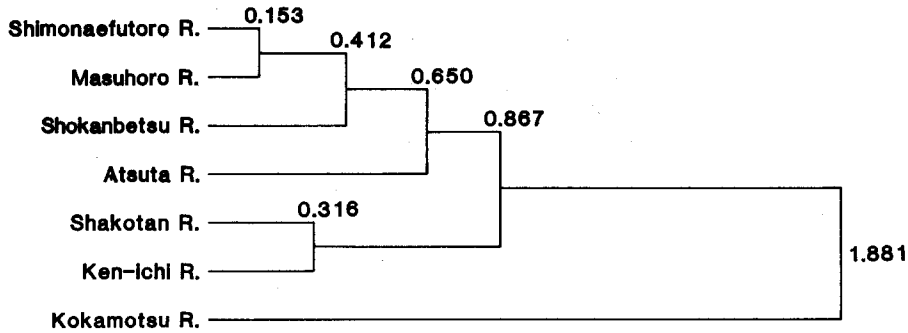 0.153
Shimonaefutoro R.
0.412
Masuhoro R.
0.650
Shokanbetsu R.
0.867
Atsuta R.
0.316
Shakotan R.
1.881
Ken-ichi R.
Kokamotsu R.